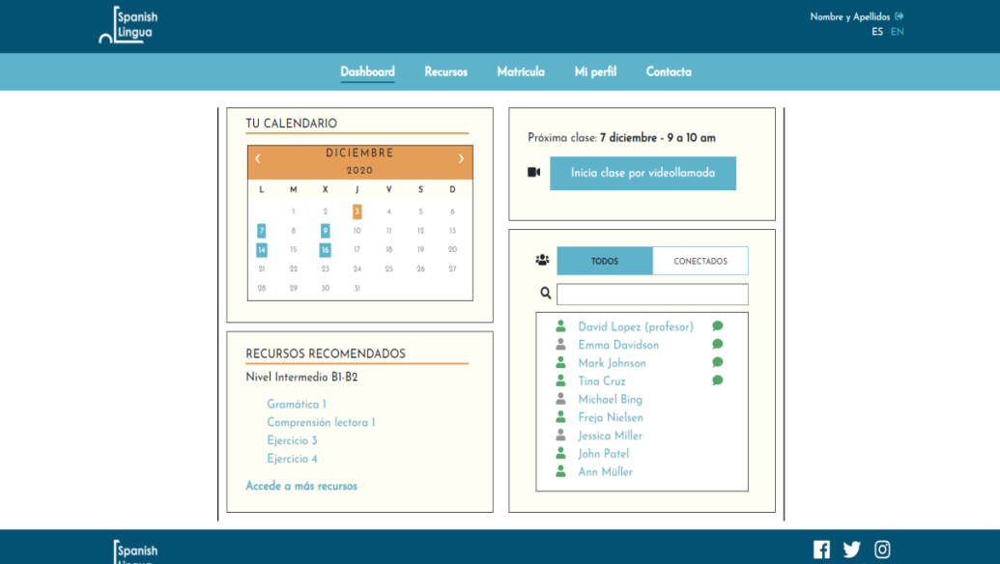 Spanish
Lingua
Nombre y Apellidos
ES EN
Dashboard Recursos Matrícula Mi perfil Contacta
TU CALENDARIO
DICIEMBRE
2020
L M X J V S D
1 2 3 4 5 6
7 8 9 10 11 12 13
14 15 16 17 18 19 20
21 22 23 24 25 26 27
28 29 30 31
RECURSOS RECOMENDADOS
Nivel Intermedio B1-B2
Gramática 1
Comprensión lectora 1
Ejercicio 3
Ejercicio 4
Accede a más recursos
Próxima clase: 7 diciembre - 9 a 10 am
Inicia clase por videollamada
TODOS CONECTADOS
David Lopez (profesor)
Emma Davidson
Mark Johnson
Tina Cruz
Michael Bing
Freja Nielsen
Jessica Miller
John Patel
Ann Müller
Spanish
Lingua